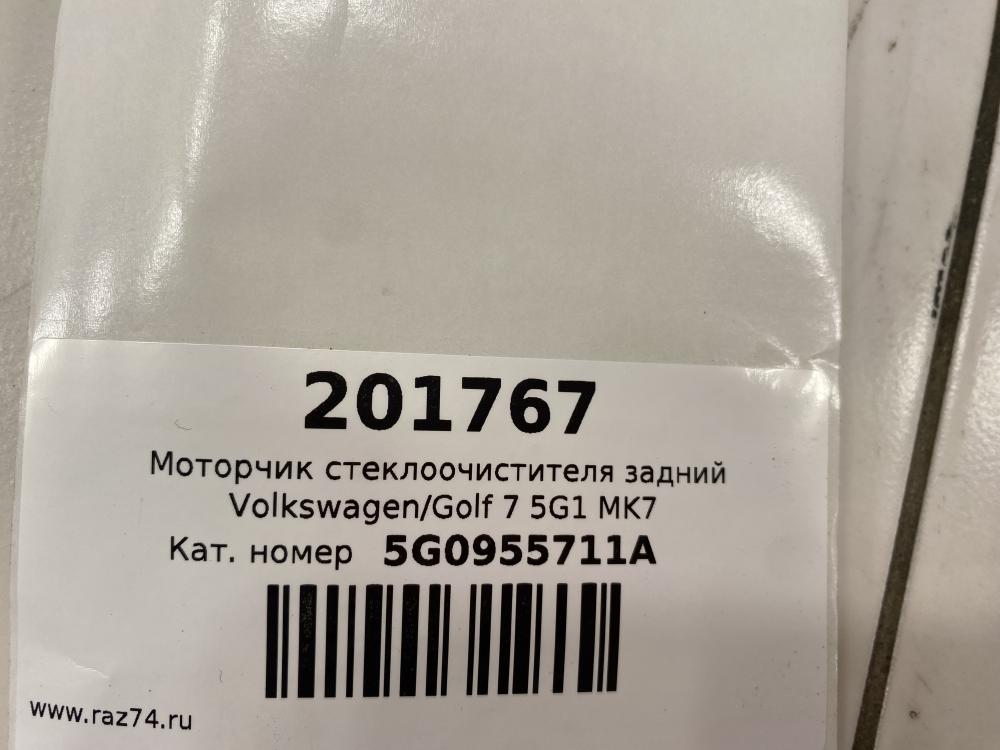 201767
Моторчик стеклоочистителя задний
Volkswagen/Golf 7 5G1 MK7
Кат. номер 5G0955711A
www.raz74.ru